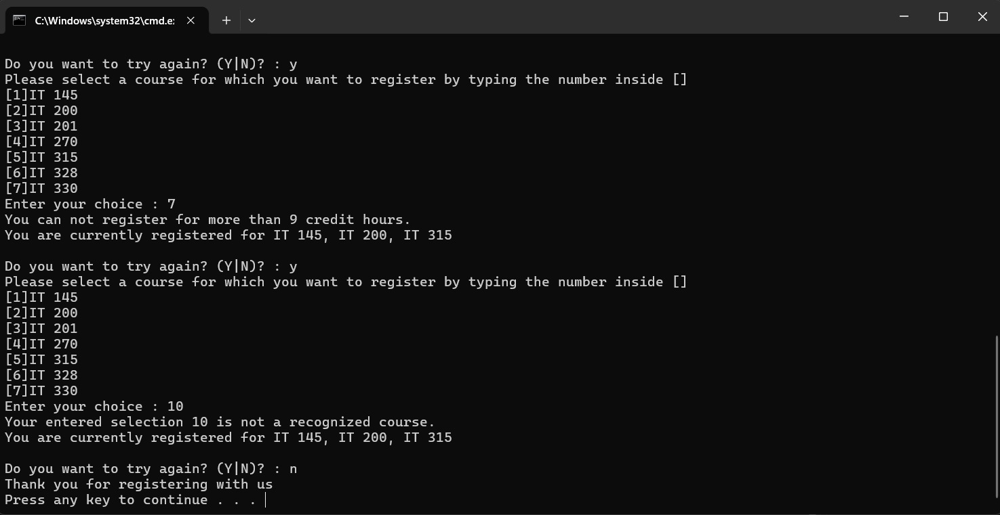 C:\Windows\system32\cmd.e
Do you want to try again? (Y|N)? : y
Please select a course for which you want to register by typing the number inside []
[1]IT 145
[2]IT 200
[3]IT 201
[4]IT 270
[5]IT 315
[6]IT 328
[7]IT 330
Enter your choice : 7
You can not register for more than 9 credit hours.
You are currently registered for IT 145, IT 200, IT 315
Do you want to try again? (Y|N)? : y
Please select a course for which you want to register by typing the number inside []
[1]IT 145
[2]IT 200
[3]IT 201
[4]IT 270
[5]IT 315
[6]IT 328
[7]IT 330
Enter your choice : 10
Your entered selection 10 is not a recognized course.
You are currently registered for IT 145, IT 200, IT 315
Do you want to try again? (Y|N)? : n
Thank you for registering with us
Press any key to continue . . .